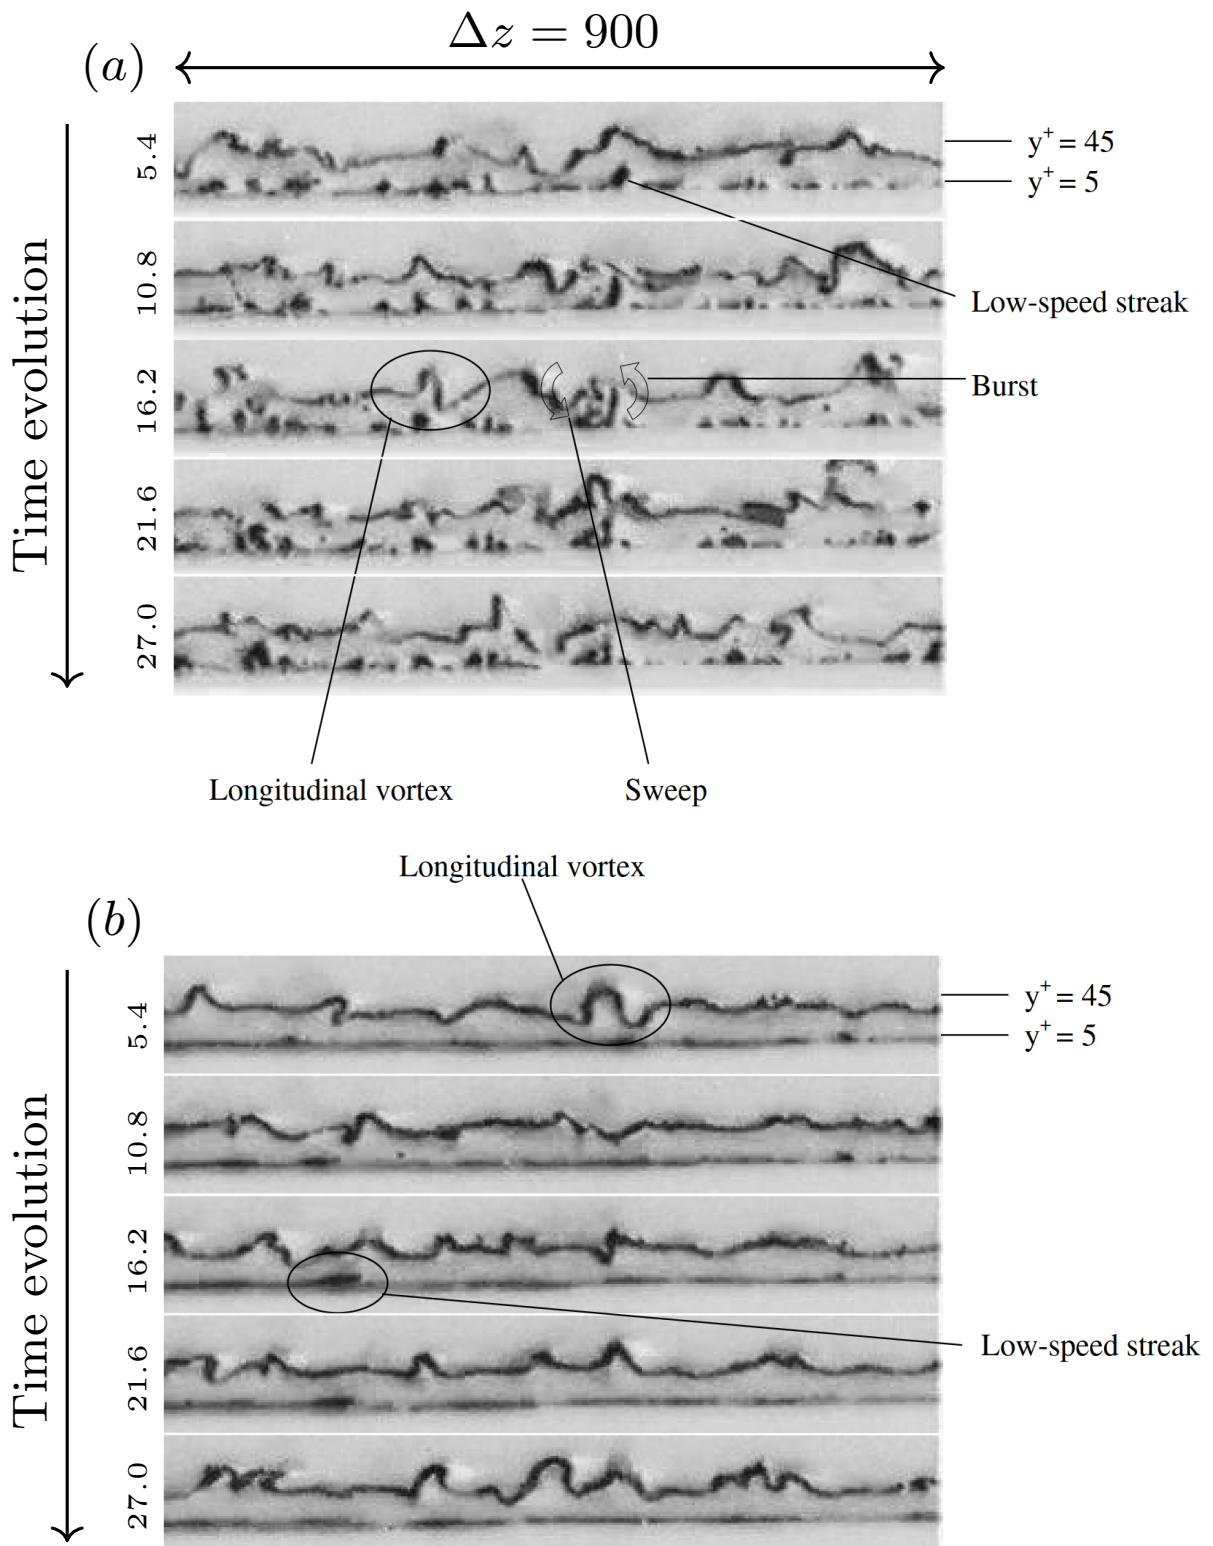 (a)
Δz = 900
Time evolution
5.4
10.8
16.2
21.6
27.0
y⁺ = 45
y⁺ = 5
Low-speed streak
Burst
Longitudinal vortex
Sweep
Longitudinal vortex
(b)
Time evolution
5.4
10.8
16.2
21.6
27.0
y⁺ = 45
y⁺ = 5
Low-speed streak